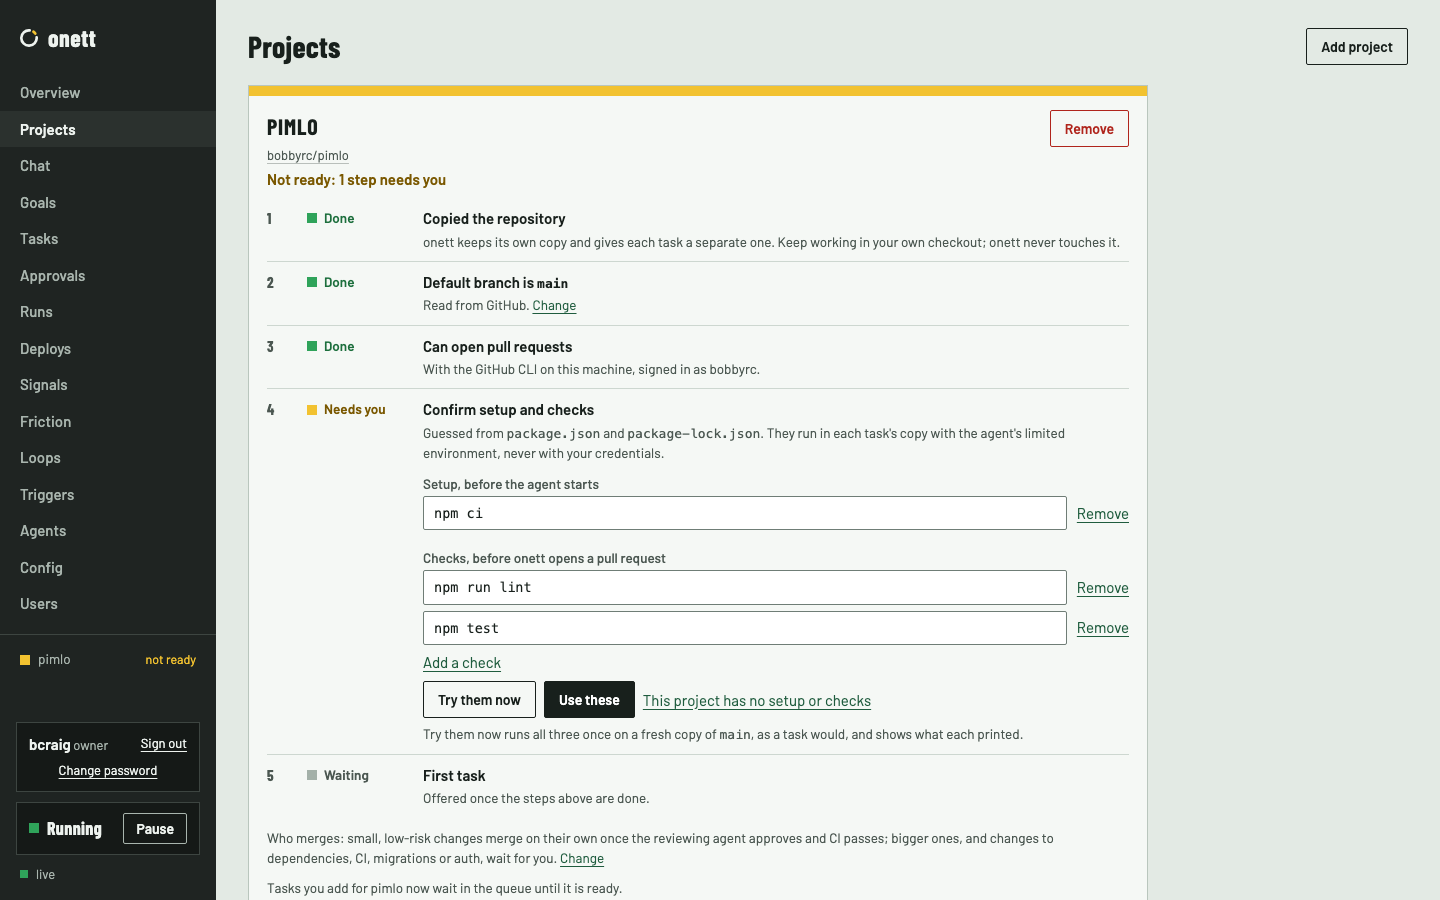 onett
Overview
Projects
Chat
Goals
Tasks
Approvals
Runs
Deploys
Signals
Friction
Loops
Triggers
Agents
Config
Users
pimlo not ready
bcraig owner Sign out
Change password
Running Pause
live
Projects
Add project
PIMLO
Remove
bobbyrc/pimlo
Not ready: 1 step needs you
1 Done Copied the repository
onett keeps its own copy and gives each task a separate one. Keep working in your own checkout; onett never touches it.
2 Done Default branch is main
Read from GitHub. Change
3 Done Can open pull requests
With the GitHub CLI on this machine, signed in as bobbyrc.
4 Needs you Confirm setup and checks
Guessed from package.json and package-lock.json. They run in each task's copy with the agent's limited
environment, never with your credentials.
Setup, before the agent starts
npm ci Remove
Checks, before onett opens a pull request
npm run lint Remove
npm test Remove
Add a check
Try them now Use these This project has no setup or checks
Try them now runs all three once on a fresh copy of main, as a task would, and shows what each printed.
5 Waiting First task
Offered once the steps above are done.
Who merges: small, low-risk changes merge on their own once the reviewing agent approves and CI passes; bigger ones, and changes to
dependencies, CI, migrations or auth, wait for you. Change
Tasks you add for pimlo now wait in the queue until it is ready.